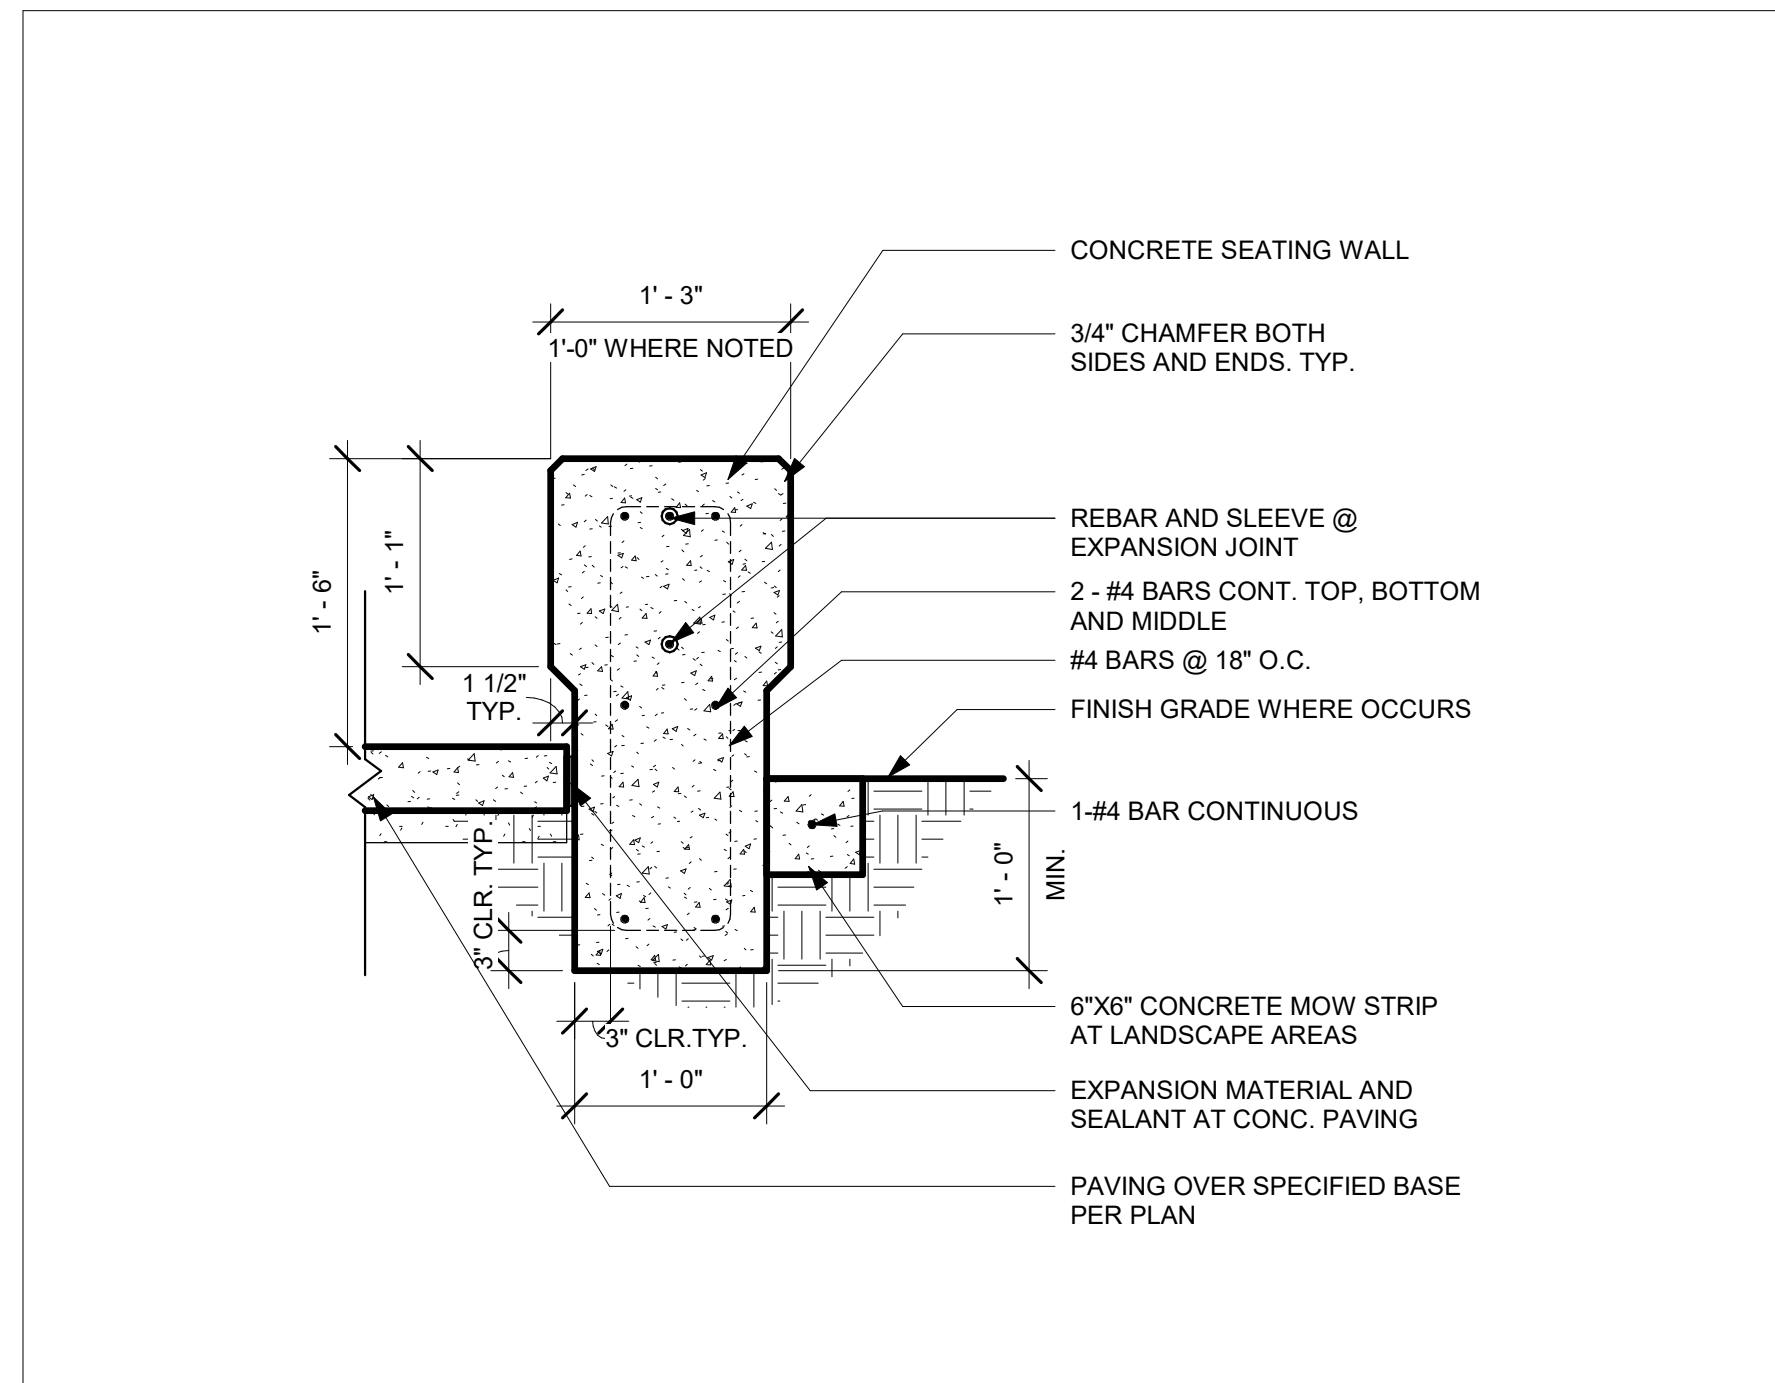 CONCRETE SEATING WALL
1' - 3"
1'-0" WHERE NOTED
3/4" CHAMFER BOTH
SIDES AND ENDS. TYP.
1' - 6"
1' - 1"
REBAR AND SLEEVE @
EXPANSION JOINT
2 - #4 BARS CONT. TOP, BOTTOM
AND MIDDLE
#4 BARS @ 18" O.C.
1 1/2"
TYP.
FINISH GRADE WHERE OCCURS
1-#4 BAR CONTINUOUS
3" CLR. TYP.
1' - 0"
MIN.
6"X6" CONCRETE MOW STRIP
AT LANDSCAPE AREAS
3" CLR.TYP.
1' - 0"
EXPANSION MATERIAL AND
SEALANT AT CONC. PAVING
PAVING OVER SPECIFIED BASE
PER PLAN